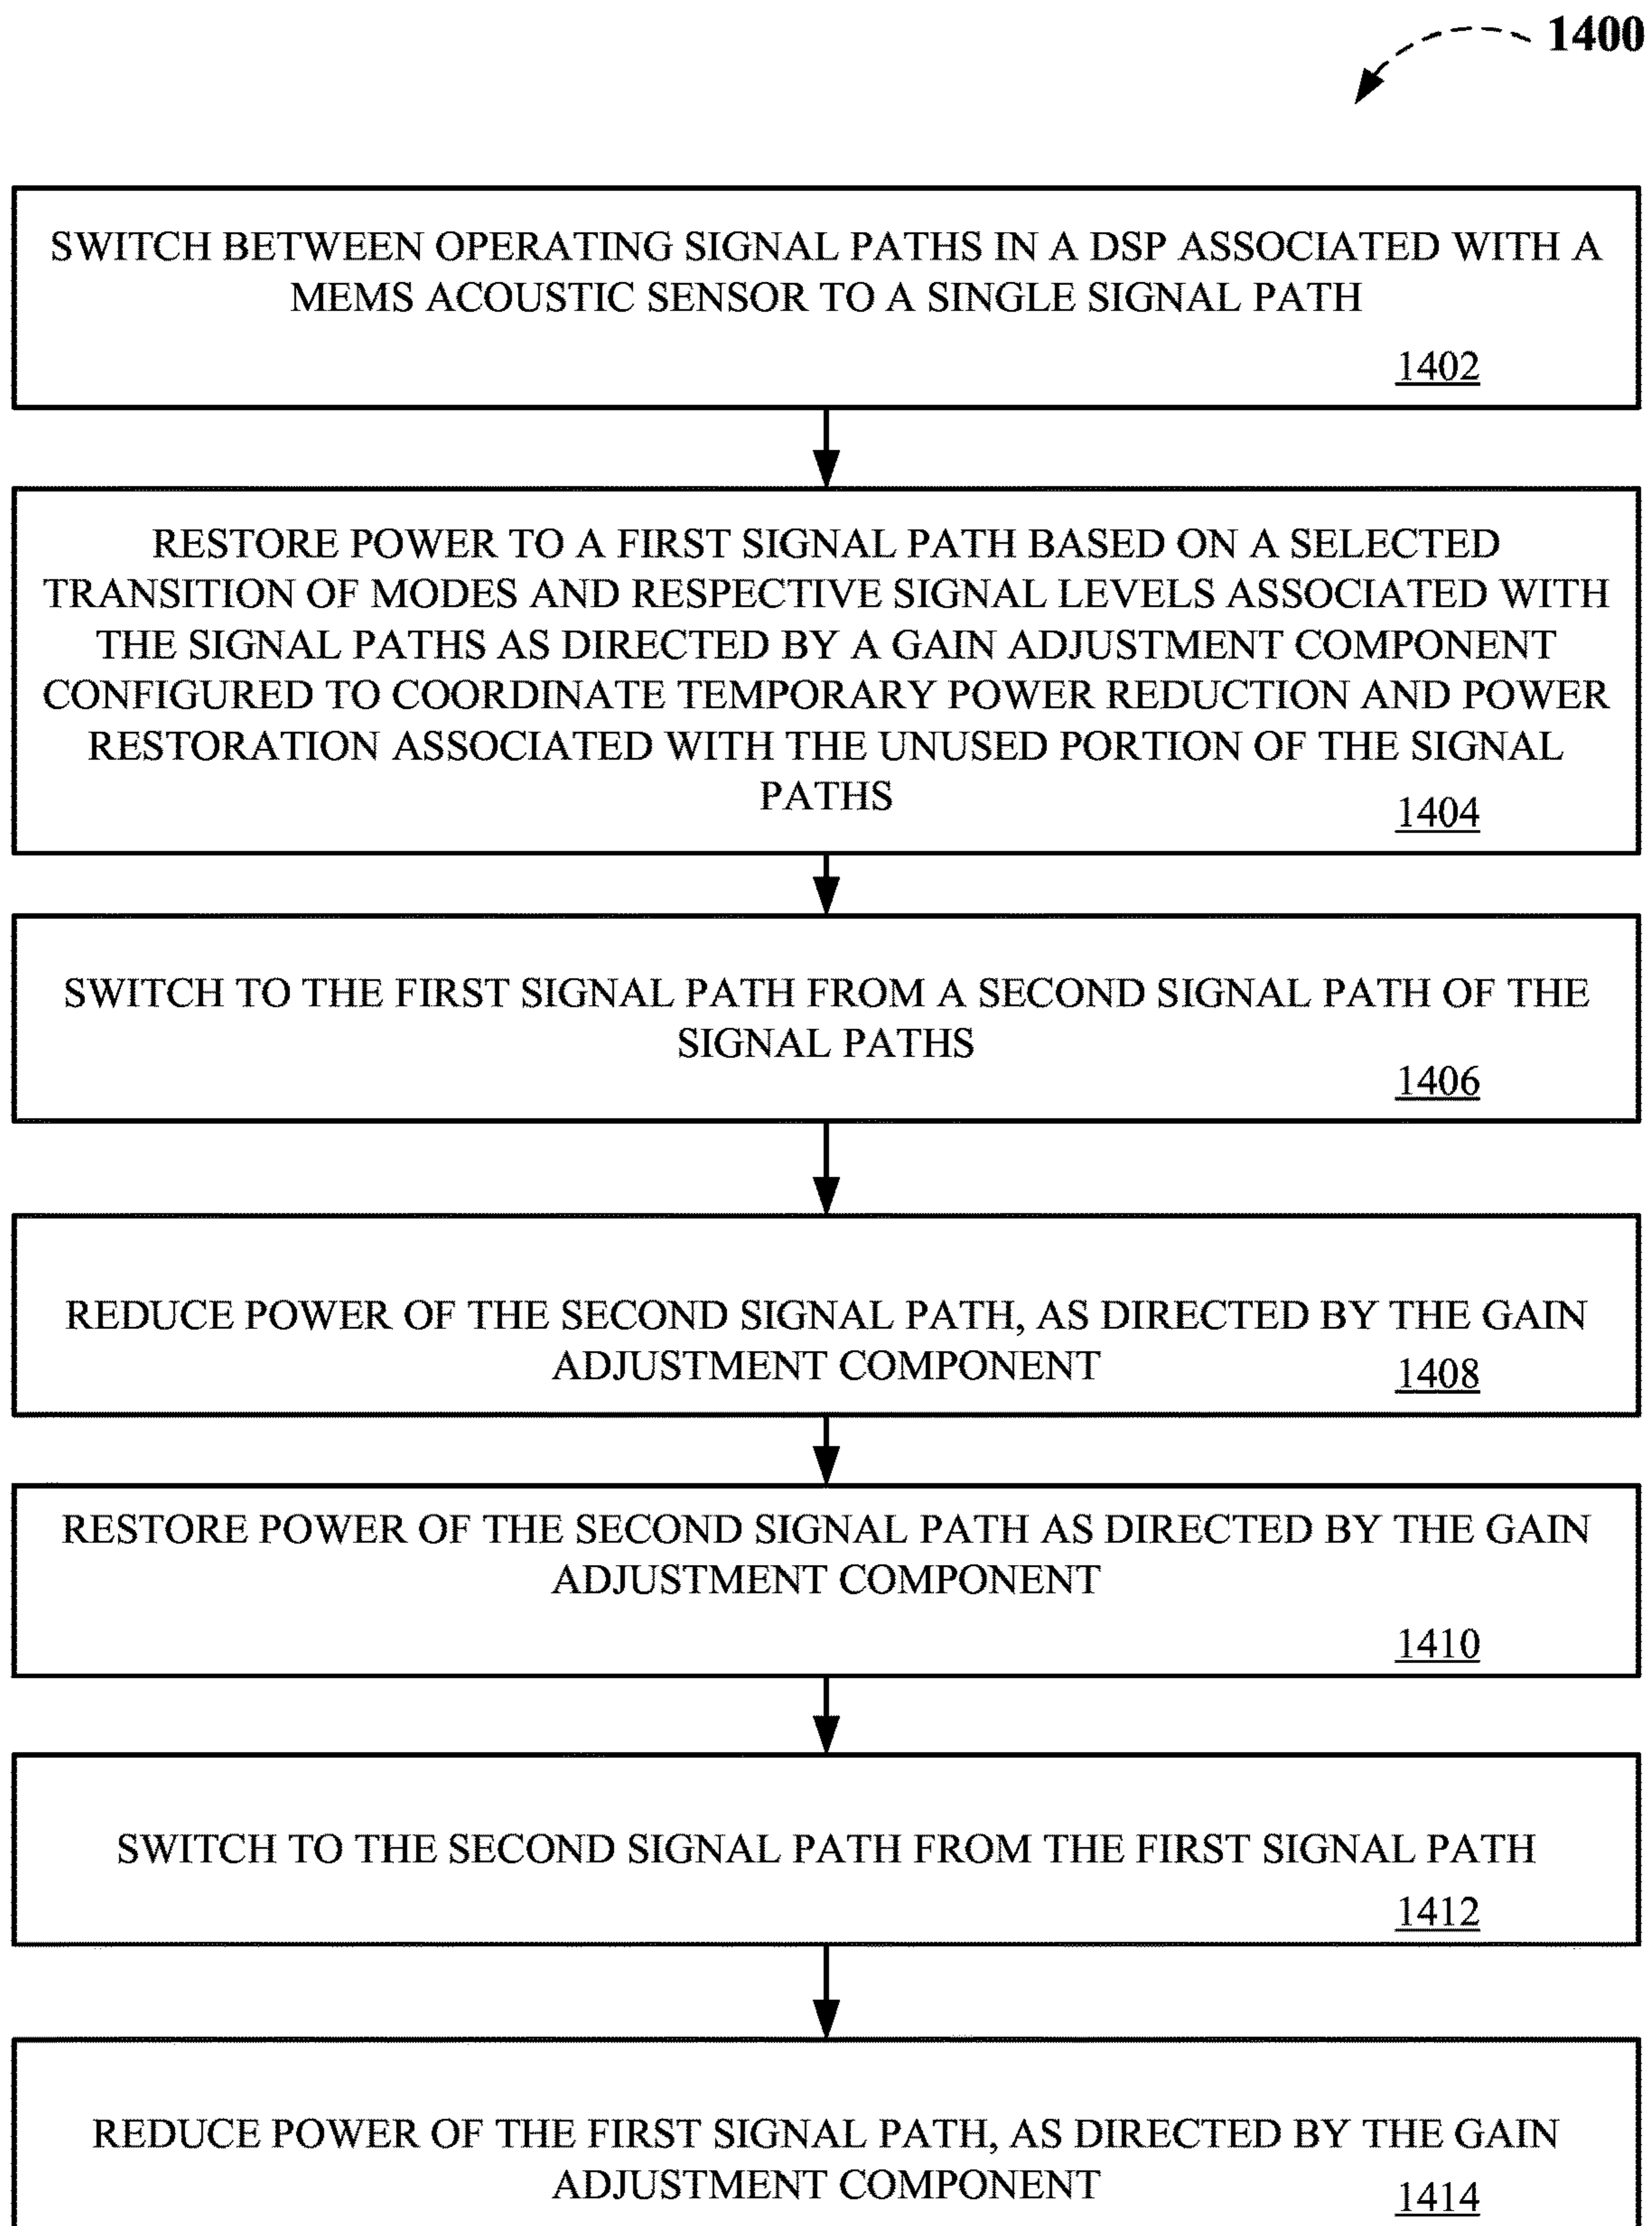 1400
SWITCH BETWEEN OPERATING SIGNAL PATHS IN A DSP ASSOCIATED WITH A
MEMS ACOUSTIC SENSOR TO A SINGLE SIGNAL PATH
1402
RESTORE POWER TO A FIRST SIGNAL PATH BASED ON A SELECTED
TRANSITION OF MODES AND RESPECTIVE SIGNAL LEVELS ASSOCIATED WITH
THE SIGNAL PATHS AS DIRECTED BY A GAIN ADJUSTMENT COMPONENT
CONFIGURED TO COORDINATE TEMPORARY POWER REDUCTION AND POWER
RESTORATION ASSOCIATED WITH THE UNUSED PORTION OF THE SIGNAL
PATHS
1404
SWITCH TO THE FIRST SIGNAL PATH FROM A SECOND SIGNAL PATH OF THE
SIGNAL PATHS
1406
REDUCE POWER OF THE SECOND SIGNAL PATH, AS DIRECTED BY THE GAIN
ADJUSTMENT COMPONENT
1408
RESTORE POWER OF THE SECOND SIGNAL PATH AS DIRECTED BY THE GAIN
ADJUSTMENT COMPONENT
1410
SWITCH TO THE SECOND SIGNAL PATH FROM THE FIRST SIGNAL PATH
1412
REDUCE POWER OF THE FIRST SIGNAL PATH, AS DIRECTED BY THE GAIN
ADJUSTMENT COMPONENT
1414